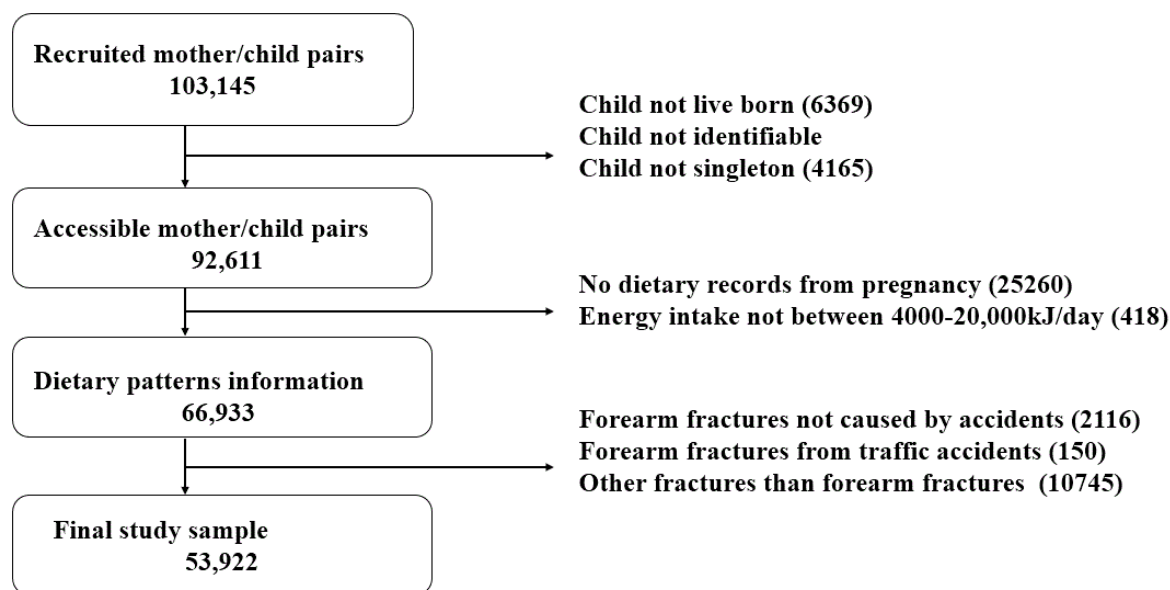 Recruited mother/child pairs
103,145
Child not live born (6369)
Child not identifiable
Child not singleton (4165)
Accessible mother/child pairs
92,611
No dietary records from pregnancy (25260)
Energy intake not between 4000-20,000kJ/day (418)
Dietary patterns information
66,933
Forearm fractures not caused by accidents (2116)
Forearm fractures from traffic accidents (150)
Other fractures than forearm fractures (10745)
Final study sample
53,922